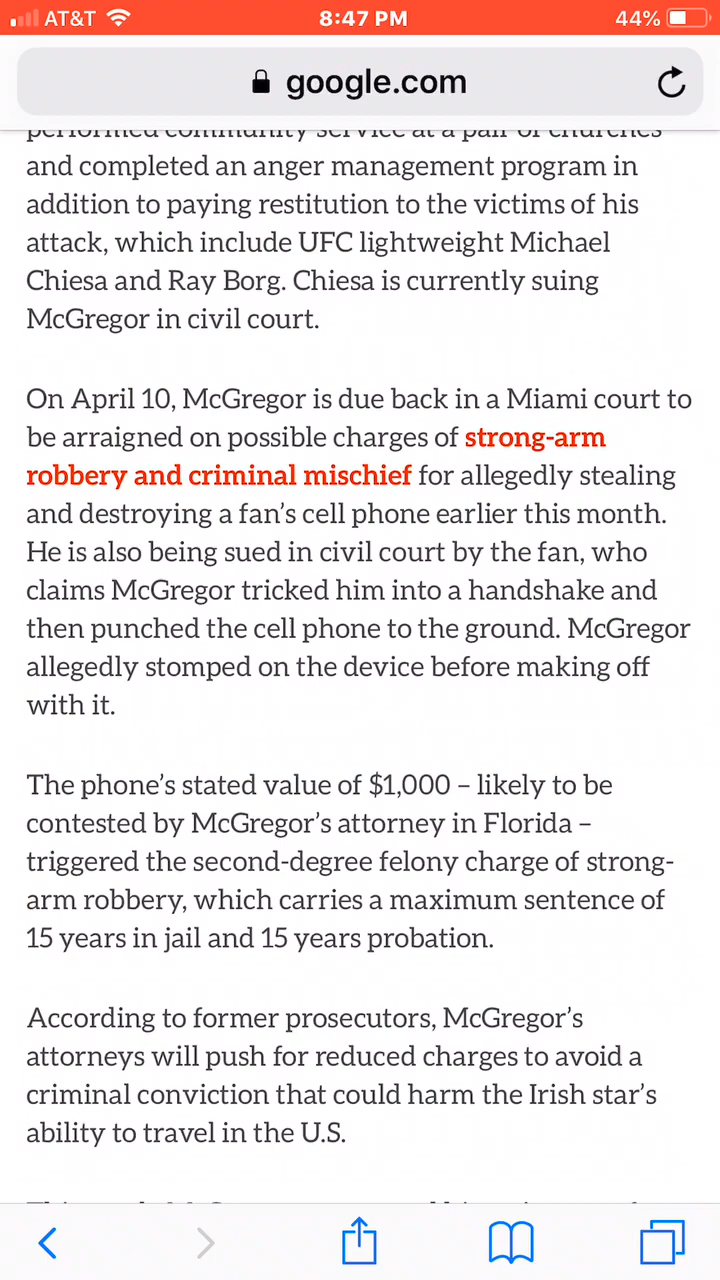 AT&T
8:47 PM
44%
google.com
performed community service at a pair of churches
and completed an anger management program in
addition to paying restitution to the victims of his
attack, which include UFC lightweight Michael
Chiesa and Ray Borg. Chiesa is currently suing
McGregor in civil court.
On April 10, McGregor is due back in a Miami court to
be arraigned on possible charges of strong-arm
robbery and criminal mischief for allegedly stealing
and destroying a fan’s cell phone earlier this month.
He is also being sued in civil court by the fan, who
claims McGregor tricked him into a handshake and
then punched the cell phone to the ground. McGregor
allegedly stomped on the device before making off
with it.
The phone’s stated value of $1,000 – likely to be
contested by McGregor’s attorney in Florida –
triggered the second-degree felony charge of strong-
arm robbery, which carries a maximum sentence of
15 years in jail and 15 years probation.
According to former prosecutors, McGregor’s
attorneys will push for reduced charges to avoid a
criminal conviction that could harm the Irish star’s
ability to travel in the U.S.